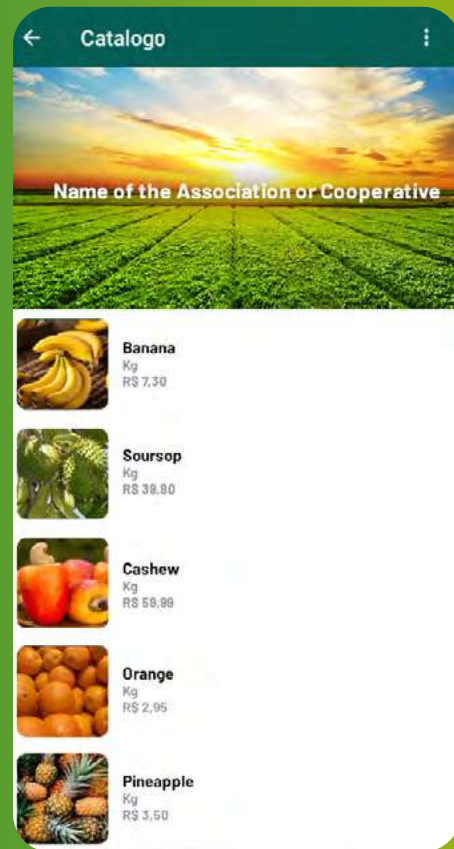 Catalogo
Name of the Association or Cooperative
Banana
Kg
R$ 7,30
Soursop
Kg
R$ 39,80
Cashew
Kg
R$ 59,99
Orange
Kg
R$ 2,95
Pineapple
Kg
R$ 3,50